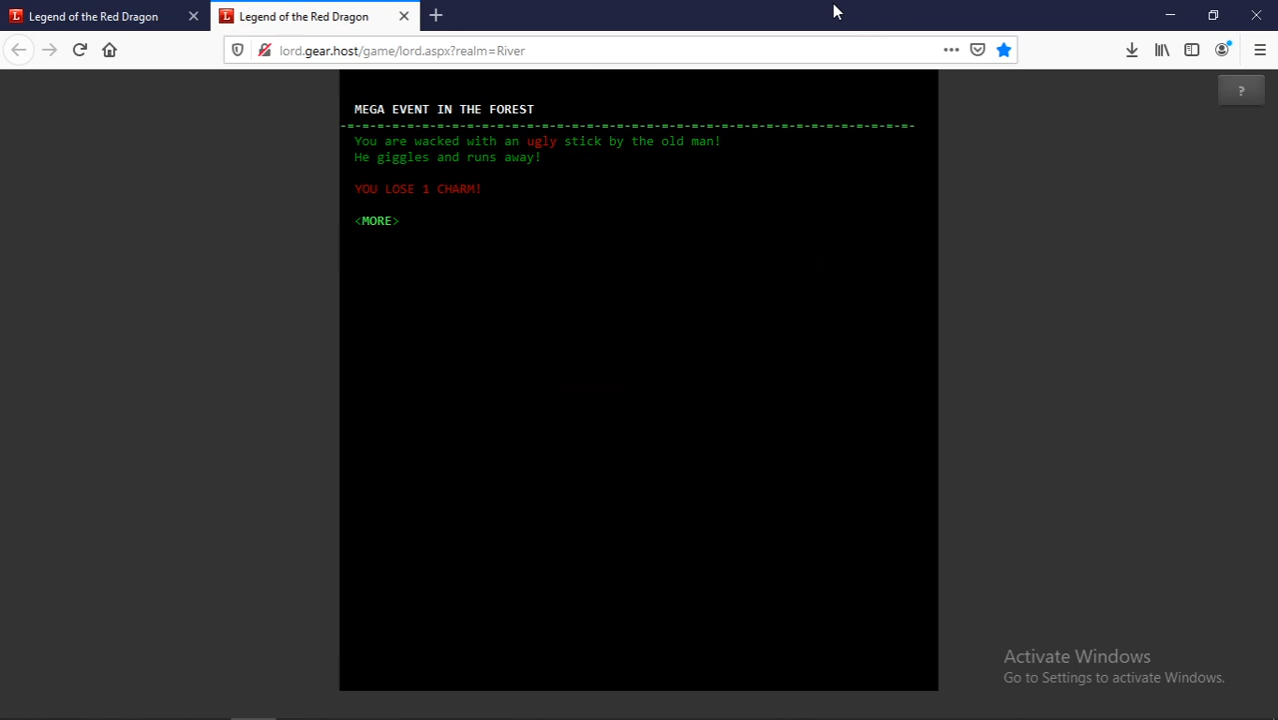 Legend of the Red Dragon
Legend of the Red Dragon
lord.gear.host/game/lord.aspx?realm=River
?
MEGA EVENT IN THE FOREST
-=-=-=-=-=-=-=-=-=-=-=-=-=-=-=-=-=-=-=-=-=-=-=-=-=-=-=-=-=-=-=-=-=-=-=-=-=-
You are wacked with an ugly stick by the old man!
He giggles and runs away!
YOU LOSE 1 CHARM!
<MORE>
Activate Windows
Go to Settings to activate Windows.